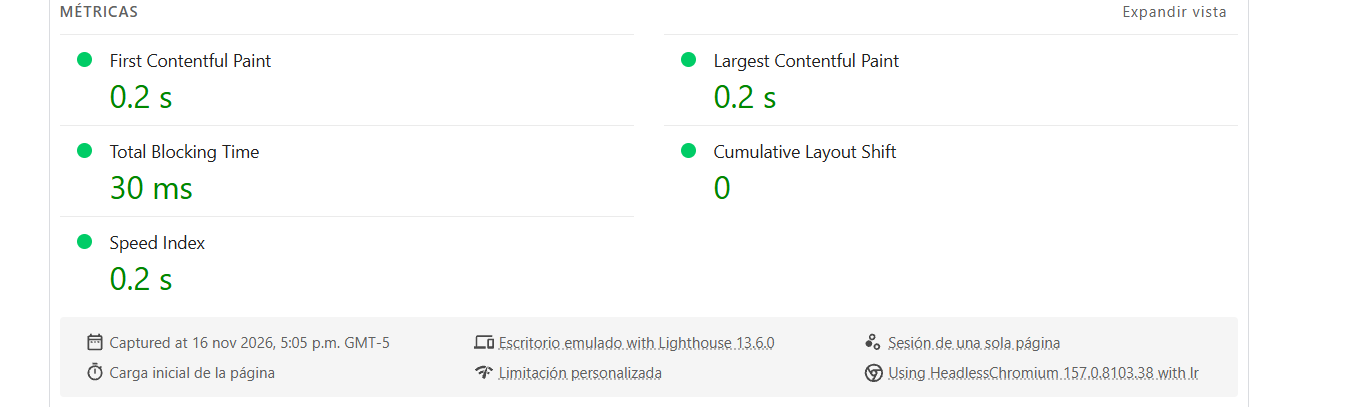 MÉTRICAS
Expandir vista
First Contentful Paint
0.2 s
Largest Contentful Paint
0.2 s
Total Blocking Time
30 ms
Cumulative Layout Shift
0
Speed Index
0.2 s
Captured at 16 nov 2026, 5:05 p.m. GMT-5
Escritorio emulado with Lighthouse 13.6.0
Sesión de una sola página
Carga inicial de la página
Limitación personalizada
Using HeadlessChromium 157.0.8103.38 with lr